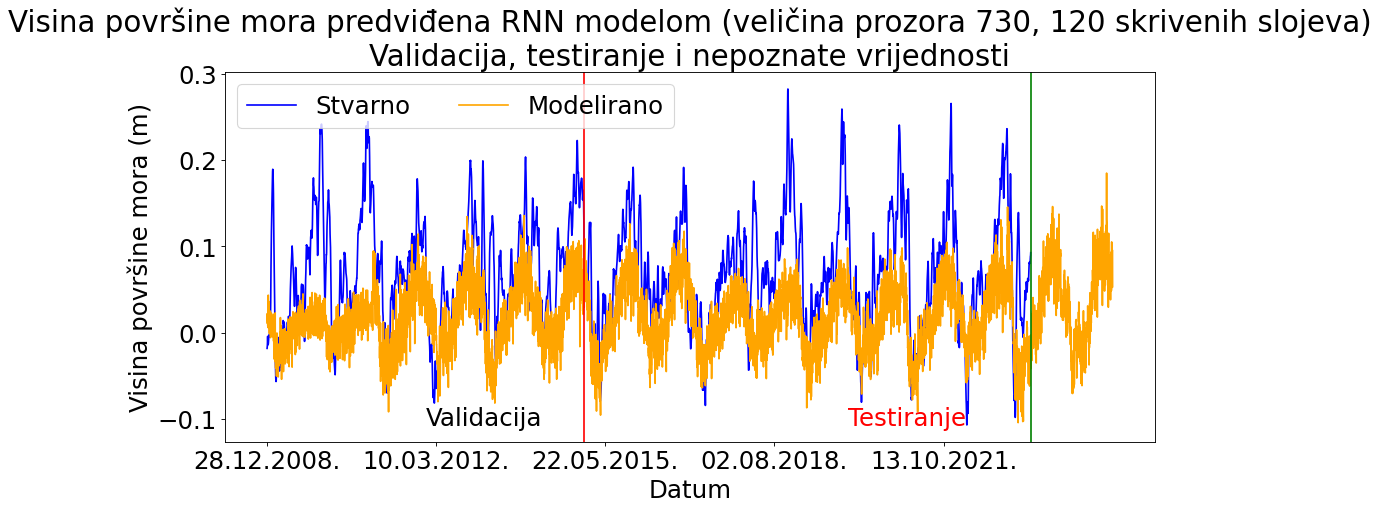 Visina površine mora predviđena RNN modelom (veličina prozora 730, 120 skrivenih slojeva)
Validacija, testiranje i nepoznate vrijednosti
Stvarno
Modelirano
Visina površine mora (m)
0.3
0.2
0.1
0.0
−0.1
Validacija
Testiranje
28.12.2008.
10.03.2012.
22.05.2015.
02.08.2018.
13.10.2021.
Datum